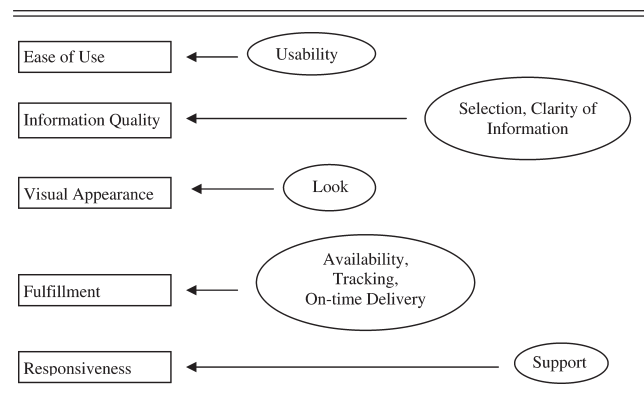 Ease of Use
Usability
Information Quality
Selection, Clarity of
Information
Visual Appearance
Look
Fulfillment
Availability,
Tracking,
On-time Delivery
Responsiveness
Support